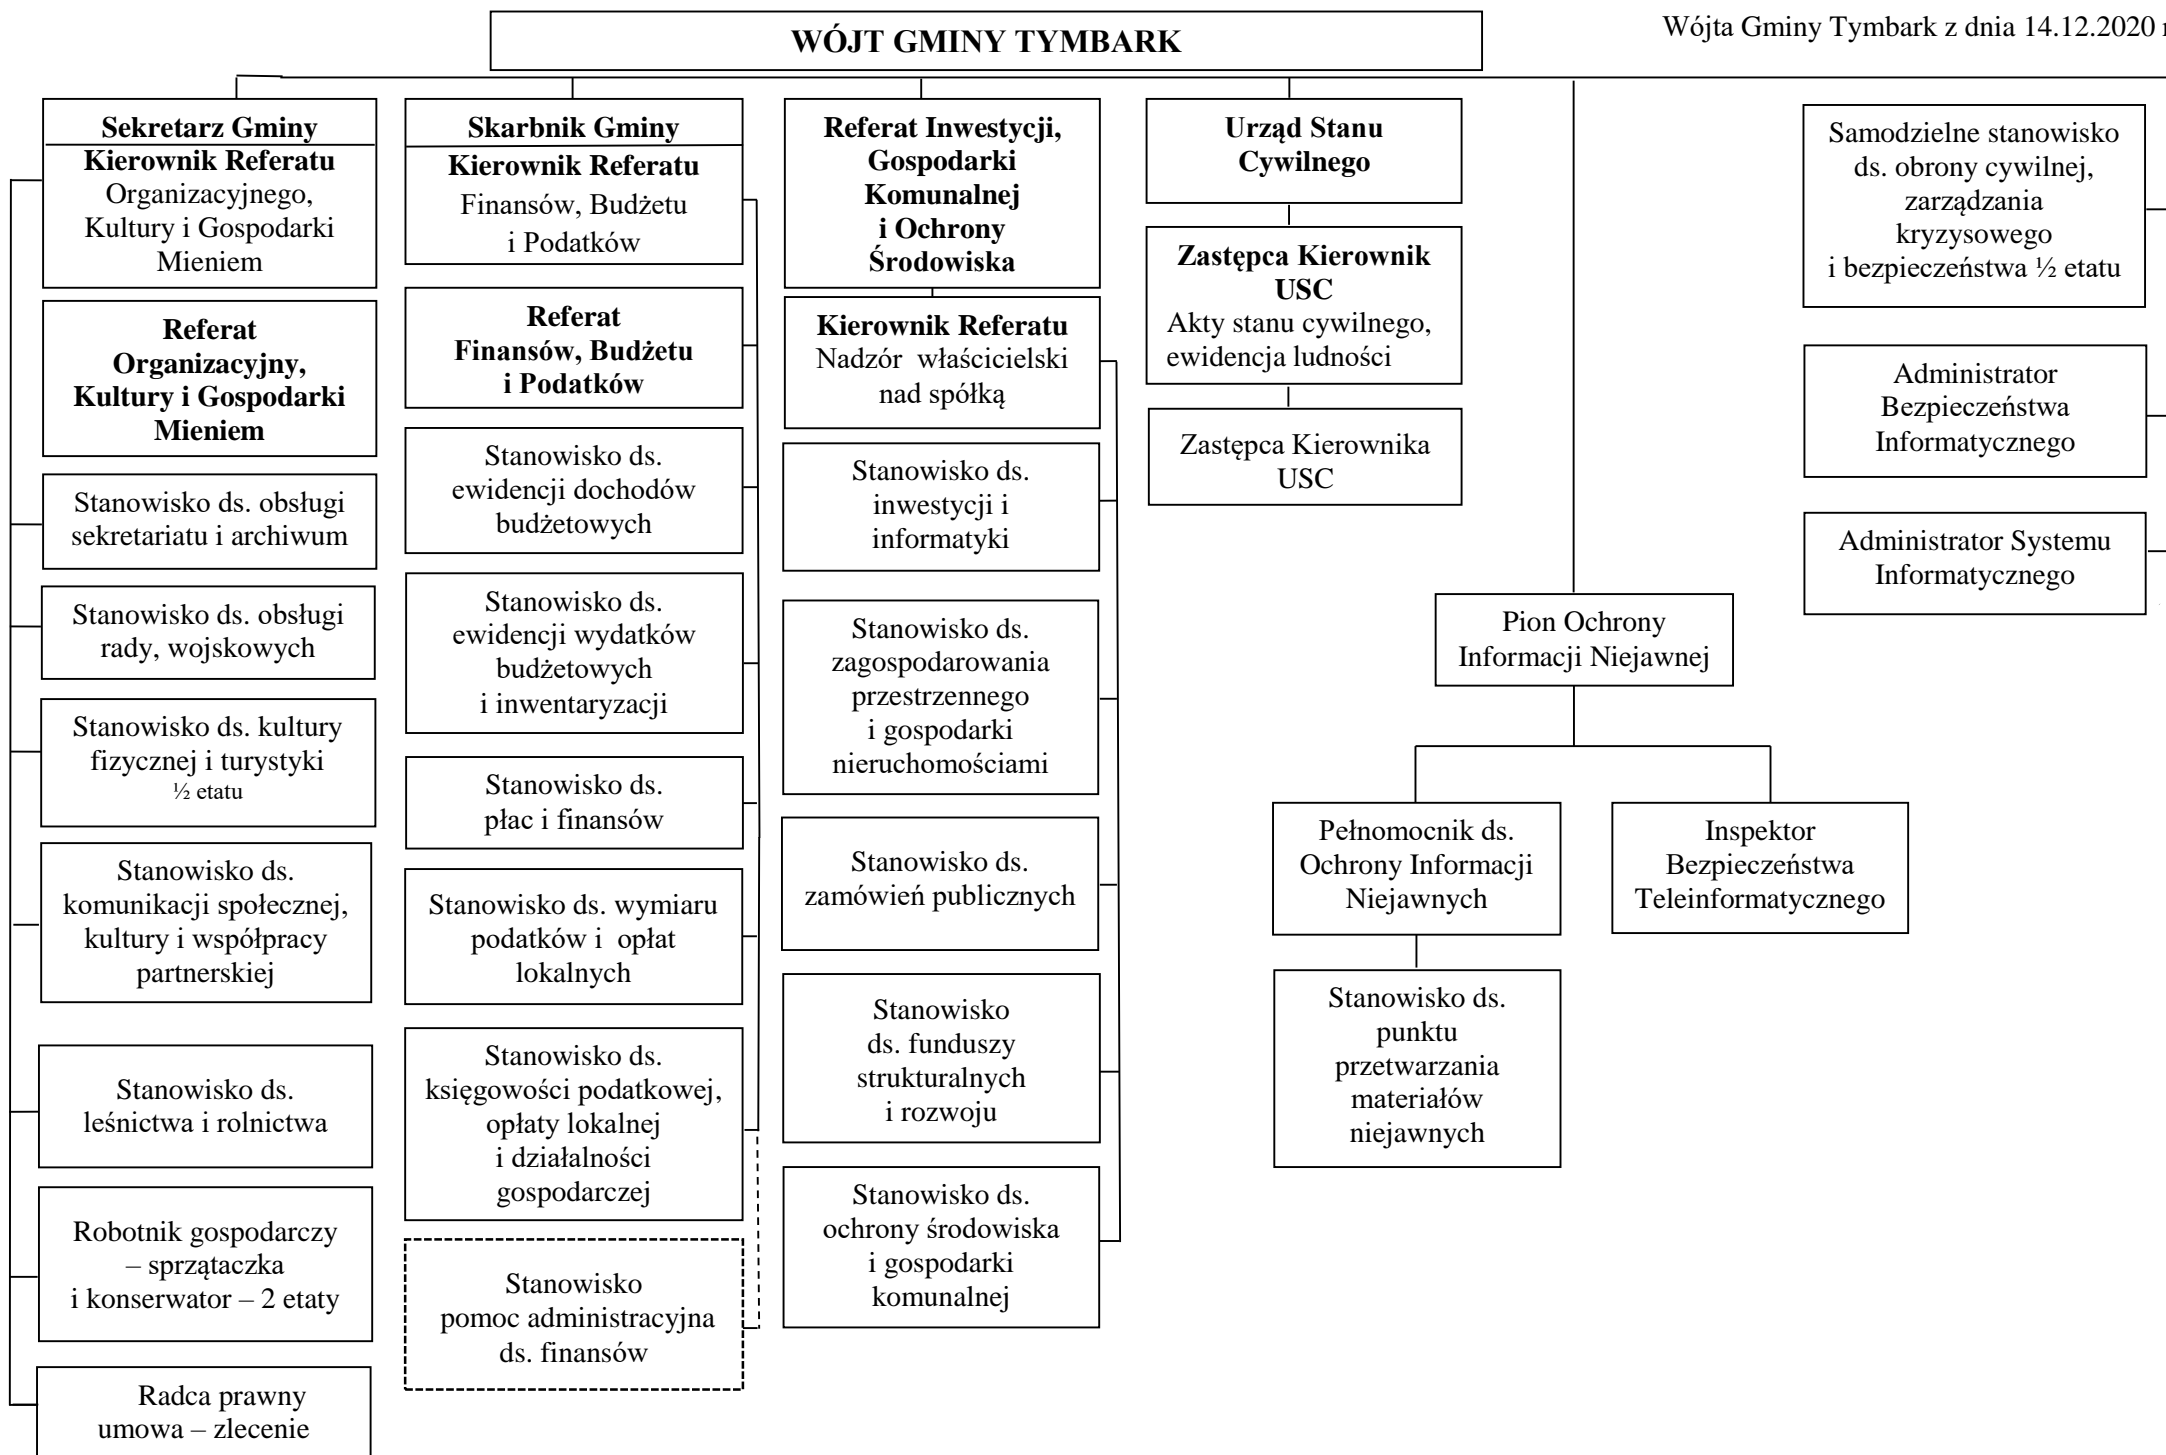 WÓJT GMINY TYMBARK
Wójta Gminy Tymbark z dnia 14.12.2020 r
Sekretarz Gminy
Kierownik Referatu
Organizacyjnego,
Kultury i Gospodarki
Mieniem
Referat
Organizacyjny,
Kultury i Gospodarki
Mieniem
Stanowisko ds. obsługi
sekretariatu i archiwum
Stanowisko ds. obsługi
rady, wojskowych
Stanowisko ds. kultury
fizycznej i turystyki
½ etatu
Stanowisko ds.
komunikacji społecznej,
kultury i współpracy
partnerskiej
Stanowisko ds.
leśnictwa i rolnictwa
Robotnik gospodarczy
– sprzątaczka
i konserwator – 2 etaty
Radca prawny
umowa – zlecenie
Skarbnik Gminy
Kierownik Referatu
Finansów, Budżetu
i Podatków
Referat
Finansów, Budżetu
i Podatków
Stanowisko ds.
ewidencji dochodów
budżetowych
Stanowisko ds.
ewidencji wydatków
budżetowych
i inwentaryzacji
Stanowisko ds.
płac i finansów
Stanowisko ds. wymiaru
podatków i opłat
lokalnych
Stanowisko ds.
księgowości podatkowej,
opłaty lokalnej
i działalności
gospodarczej
Stanowisko
pomoc administracyjna
ds. finansów
Referat Inwestycji,
Gospodarki
Komunalnej
i Ochrony
Środowiska
Kierownik Referatu
Nadzór właścicielski
nad spółką
Stanowisko ds.
inwestycji i
informatyki
Stanowisko ds.
zagospodarowania
przestrzennego
i gospodarki
nieruchomościami
Stanowisko ds.
zamówień publicznych
Stanowisko
ds. funduszy
strukturalnych
i rozwoju
Stanowisko ds.
ochrony środowiska
i gospodarki
komunalnej
Urząd Stanu
Cywilnego
Zastępca Kierownik
USC
Akty stanu cywilnego,
ewidencja ludności
Zastępca Kierownika
USC
Pion Ochrony
Informacji Niejawnej
Pełnomocnik ds.
Ochrony Informacji
Niejawnych
Stanowisko ds.
punktu
przetwarzania
materiałów
niejawnych
Inspektor
Bezpieczeństwa
Teleinformatycznego
Samodzielne stanowisko
ds. obrony cywilnej,
zarządzania
kryzysowego
i bezpieczeństwa ½ etatu
Administrator
Bezpieczeństwa
Informatycznego
Administrator Systemu
Informatycznego